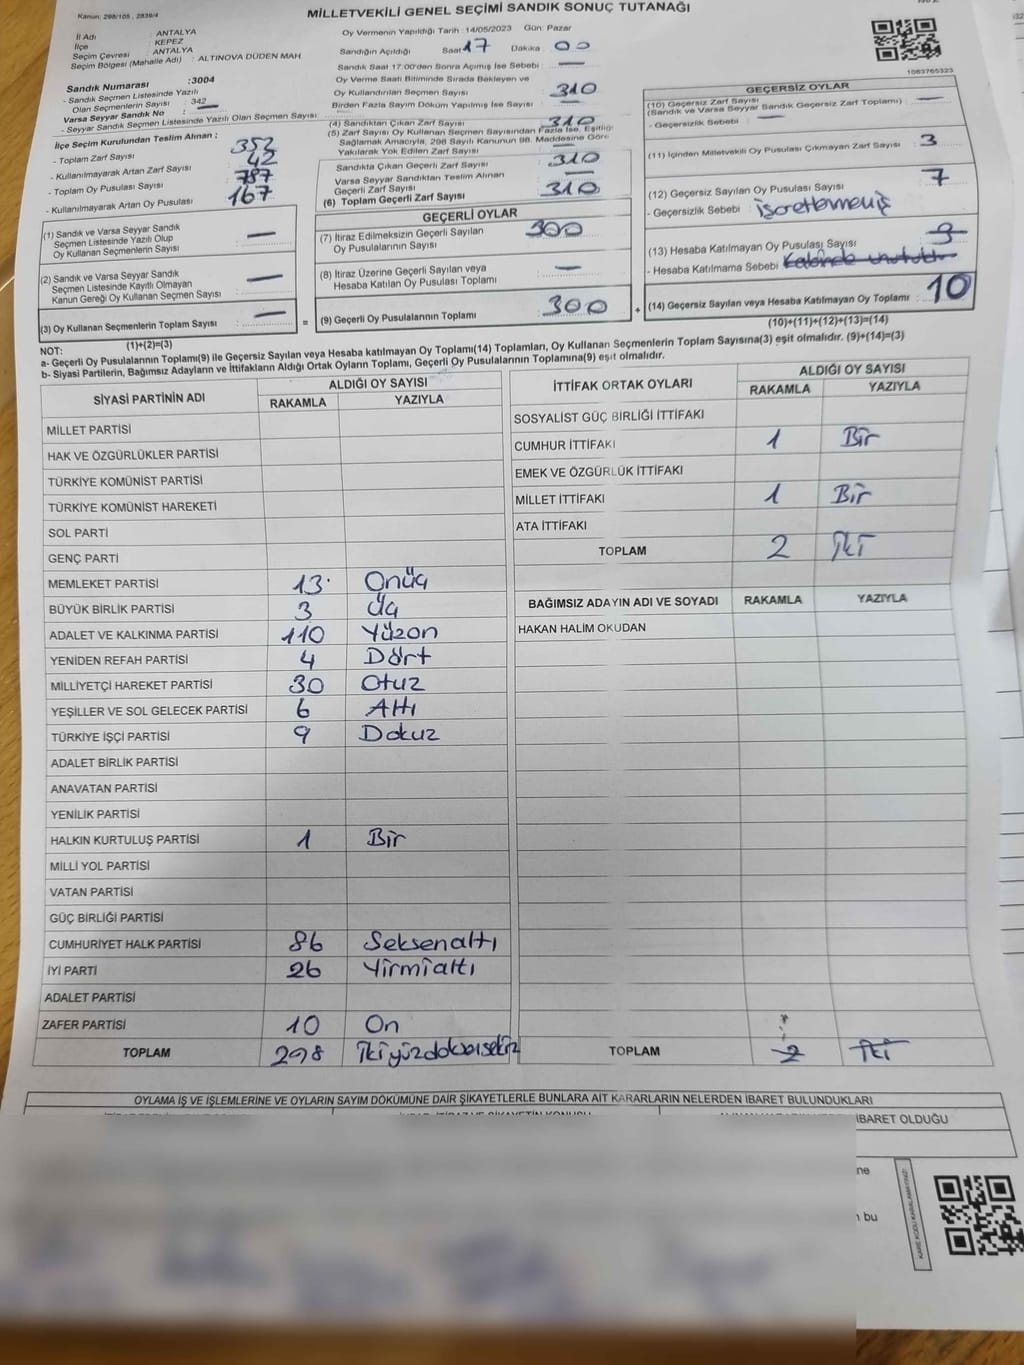 Kanun: 298/105 , 2839/4
MİLLETVEKİLİ GENEL SEÇİMİ SANDIK SONUÇ TUTANAĞI
İl Adı : ANTALYA
İlçe : KEPEZ
Seçim Çevresi : ANTALYA
Seçim Bölgesi (Mahalle Adı) : ALTINOVA DÜDEN MAH
Sandık Numarası :3004
- Sandık Seçmen Listesinde Yazılı
Olan Seçmenlerin Sayısı : 342
Varsa Seyyar Sandık No : —
- Seyyar Sandık Seçmen Listesinde Yazılı Olan Seçmen Sayısı:
İlçe Seçim Kurulundan Teslim Alınan ;
- Toplam Zarf Sayısı : 352
- Kullanılmayarak Artan Zarf Sayısı : 42
- Toplam Oy Pusulası Sayısı : 787
- Kullanılmayarak Artan Oy Pusulası : 167
(1) Sandık ve Varsa Seyyar Sandık
Seçmen Listesinde Yazılı Olup
Oy Kullanan Seçmenlerin Sayısı : —
(2) Sandık ve Varsa Seyyar Sandık
Seçmen Listesinde Kayıtlı Olmayan
Kanun Gereği Oy Kullanan Seçmen Sayısı : —
(3) Oy Kullanan Seçmenlerin Toplam Sayısı : — =
(1)+(2)=(3)
Oy Vermenin Yapıldığı Tarih : 14/05/2023 Gün: Pazar
Sandığın Açıldığı Saat: 17 Dakika : 00
Sandık Saat 17:00'den Sonra Açılmış İse Sebebi : —
Oy Verme Saati Bitiminde Sırada Bekleyen ve
Oy Kullandırılan Seçmen Sayısı : 310
Birden Fazla Sayım Döküm Yapılmış İse Sayısı : —
(4) Sandıktan Çıkan Zarf Sayısı : 310
(5) Zarf Sayısı Oy Kullanan Seçmen Sayısından Fazla İse, Eşitliği
Sağlamak Amacıyla, 298 Sayılı Kanunun 98. Maddesine Göre
Yakılarak Yok Edilen Zarf Sayısı : —
Sandıkta Çıkan Geçerli Zarf Sayısı : 310
Varsa Seyyar Sandıktan Teslim Alınan
Geçerli Zarf Sayısı : —
(6) Toplam Geçerli Zarf Sayısı : 310
GEÇERLİ OYLAR
(7) İtiraz Edilmeksizin Geçerli Sayılan
Oy Pusulalarının Sayısı : 300
(8) İtiraz Üzerine Geçerli Sayılan veya
Hesaba Katılan Oy Pusulası Toplamı : —
(9) Geçerli Oy Pusulalarının Toplamı : 300 +
1063765323
GEÇERSİZ OYLAR
(10) Geçersiz Zarf Sayısı
(Sandık ve Varsa Seyyar Sandık Geçersiz Zarf Toplamı) : —
- Geçersizlik Sebebi : —
(11) İçinden Milletvekili Oy Pusulası Çıkmayan Zarf Sayısı : 3
(12) Geçersiz Sayılan Oy Pusulası Sayısı : 7
- Geçersizlik Sebebi : işaretlenmemiş
(13) Hesaba Katılmayan Oy Pusulası Sayısı : 3
- Hesaba Katılmama Sebebi : Kabinde unutuldu
(14) Geçersiz Sayılan veya Hesaba Katılmayan Oy Toplamı : 10
(10)+(11)+(12)+(13)=(14)
NOT:
a- Geçerli Oy Pusulalarının Toplamı(9) ile Geçersiz Sayılan veya Hesaba katılmayan Oy Toplamı(14) Toplamları, Oy Kullanan Seçmenlerin Toplam Sayısına(3) eşit olmalıdır. (9)+(14)=(3)
b- Siyasi Partilerin, Bağımsız Adayların ve İttifakların Aldığı Ortak Oyların Toplamı, Geçerli Oy Pusulalarının Toplamına(9) eşit olmalıdır.
SİYASİ PARTİNİN ADI ALDIĞI OY SAYISI
RAKAMLA YAZIYLA
MİLLET PARTİSİ
HAK VE ÖZGÜRLÜKLER PARTİSİ
TÜRKİYE KOMÜNİST PARTİSİ
TÜRKİYE KOMÜNİST HAREKETİ
SOL PARTİ
GENÇ PARTİ
MEMLEKET PARTİSİ 13 Onüç
BÜYÜK BİRLİK PARTİSİ 3 Üç
ADALET VE KALKINMA PARTİSİ 110 Yüzon
YENİDEN REFAH PARTİSİ 4 Dört
MİLLİYETÇİ HAREKET PARTİSİ 30 Otuz
YEŞİLLER VE SOL GELECEK PARTİSİ 6 Altı
TÜRKİYE İŞÇİ PARTİSİ 9 Dokuz
ADALET BİRLİK PARTİSİ
ANAVATAN PARTİSİ
YENİLİK PARTİSİ
HALKIN KURTULUŞ PARTİSİ 1 Bir
MİLLİ YOL PARTİSİ
VATAN PARTİSİ
GÜÇ BİRLİĞİ PARTİSİ
CUMHURİYET HALK PARTİSİ 86 Seksenaltı
İYİ PARTİ 26 Yirmialtı
ADALET PARTİSİ
ZAFER PARTİSİ 10 On
TOPLAM 298 İkiyüzdoksansekiz
İTTİFAK ORTAK OYLARI ALDIĞI OY SAYISI
RAKAMLA YAZIYLA
SOSYALİST GÜÇ BİRLİĞİ İTTİFAKI
CUMHUR İTTİFAKI 1 Bir
EMEK VE ÖZGÜRLÜK İTTİFAKI
MİLLET İTTİFAKI 1 Bir
ATA İTTİFAKI
TOPLAM 2 İki
BAĞIMSIZ ADAYIN ADI VE SOYADI RAKAMLA YAZIYLA
HAKAN HALİM OKUDAN
TOPLAM 2 İki
OYLAMA İŞ VE İŞLEMLERİNE VE OYLARIN SAYIM DÖKÜMÜNE DAİR ŞİKAYETLERLE BUNLARA AİT KARARLARIN NELERDEN İBARET BULUNDUKLARI
İBARET OLDUĞU
ne
bu